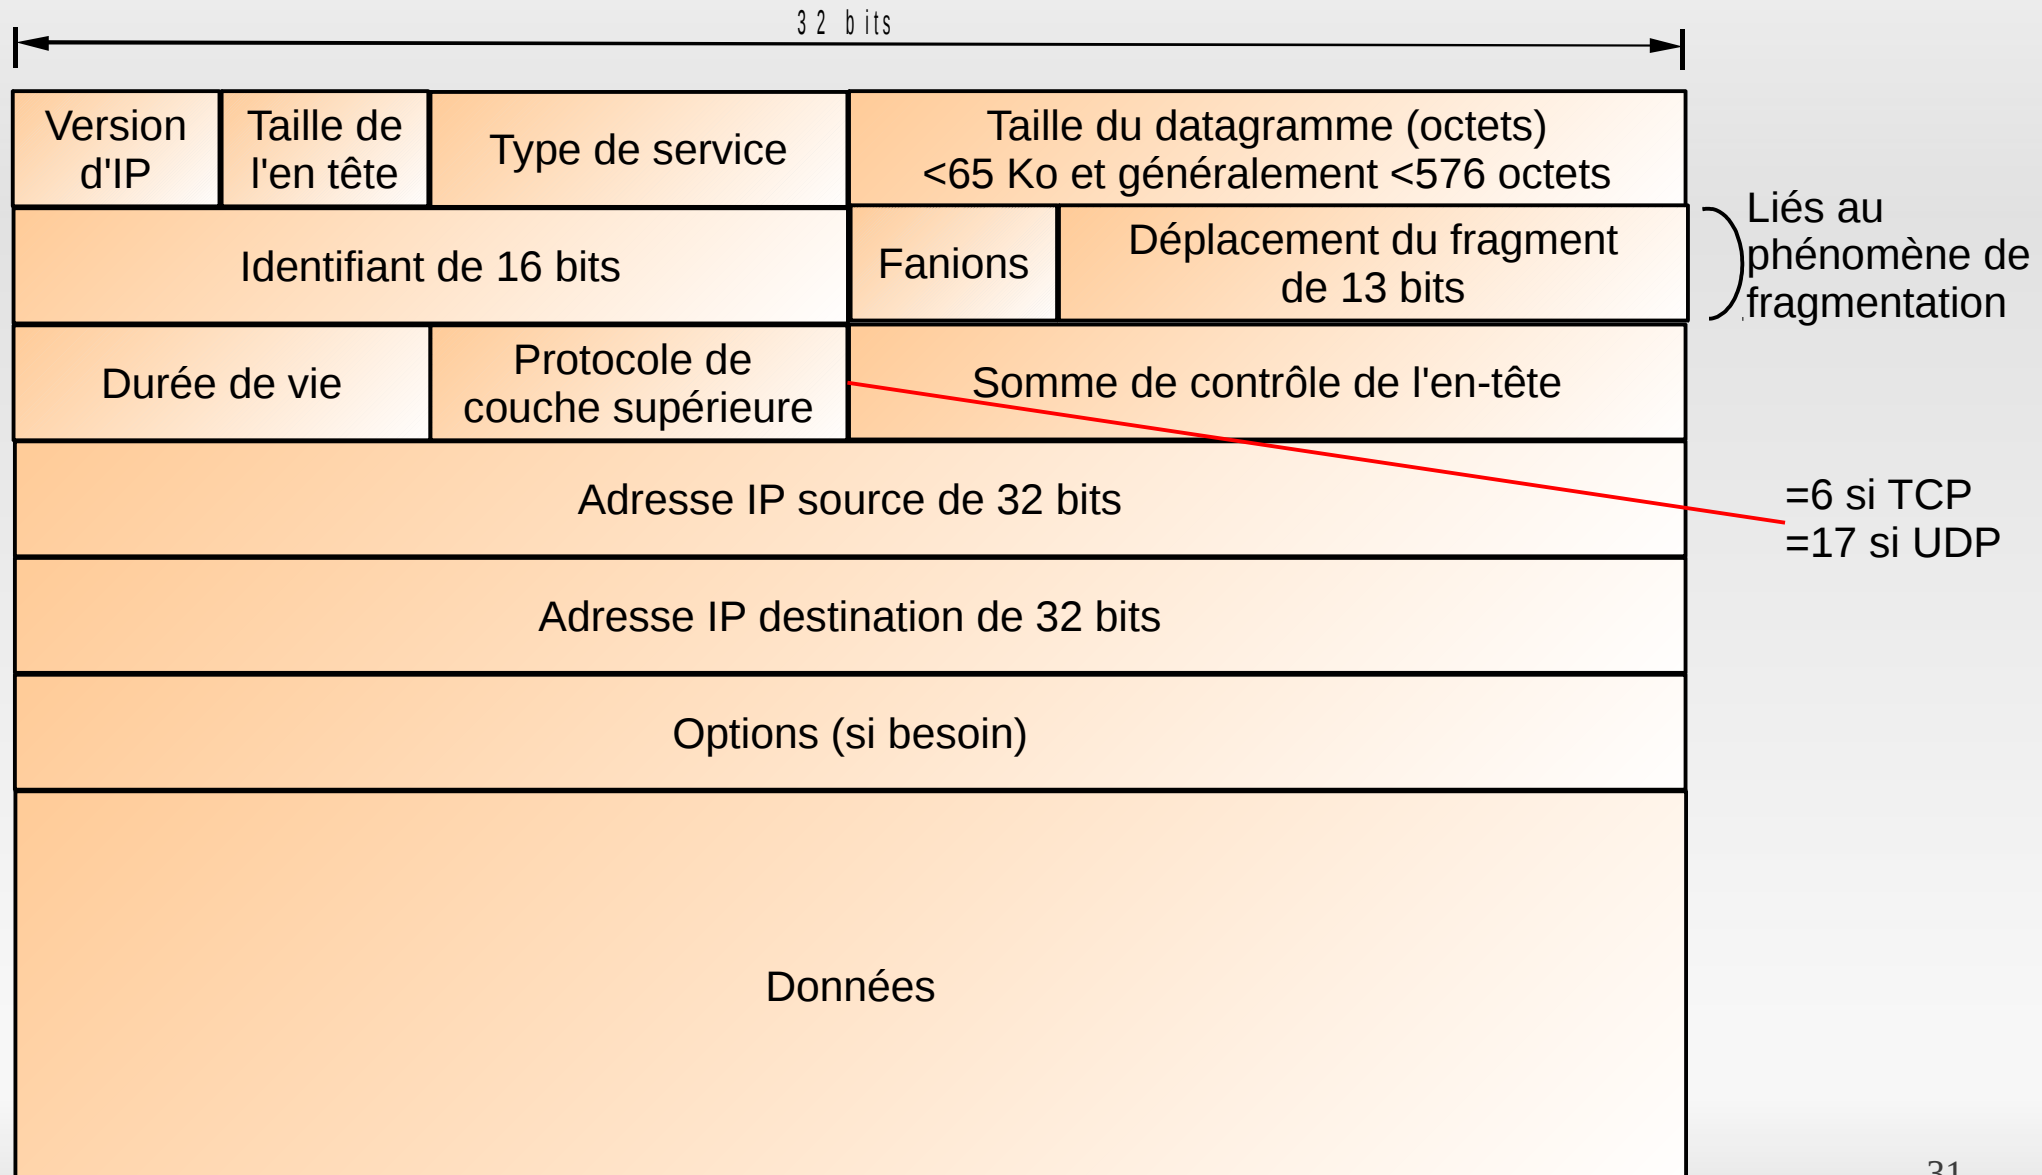 32 bits
Version
d'IP
Taille de
l'en tête
Type de service
Taille du datagramme (octets)
<65 Ko et généralement <576 octets
Identifiant de 16 bits
Fanions
Déplacement du fragment
de 13 bits
Liés au
phénomène de
fragmentation
Durée de vie
Protocole de
couche supérieure
Somme de contrôle de l'en-tête
Adresse IP source de 32 bits
=6 si TCP
=17 si UDP
Adresse IP destination de 32 bits
Options (si besoin)
Données
31